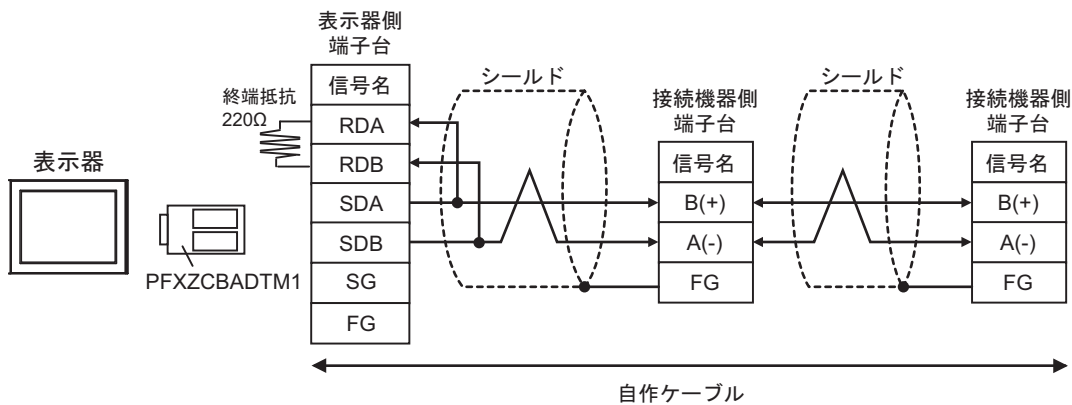 表示器
PFXZCBADTM1
終端抵抗
220Ω
表示器側
端子台
信号名
RDA
RDB
SDA
SDB
SG
FG
シールド
接続機器側
端子台
信号名
B(+)
A(-)
FG
シールド
接続機器側
端子台
信号名
B(+)
A(-)
FG
自作ケーブル